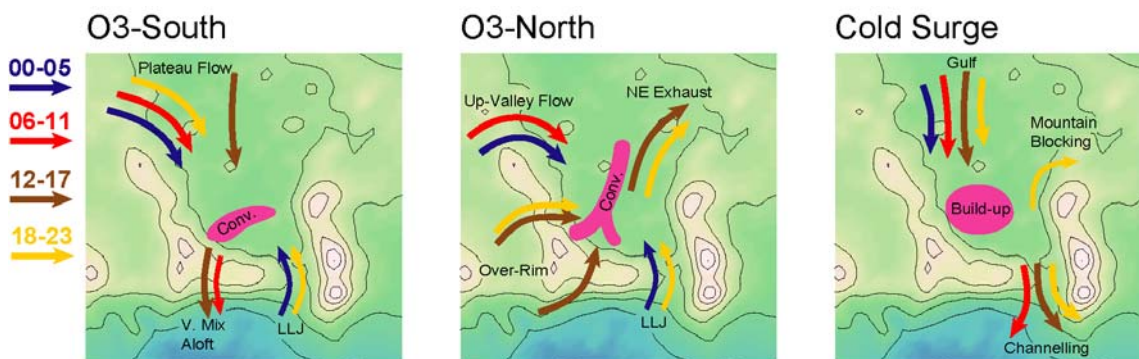 O3-South
O3-North
Cold Surge
00-05
06-11
12-17
18-23
Plateau Flow
Conv.
V. Mix
Aloft
LLJ
Up-Valley Flow
NE Exhaust
Conv.
Over-Rim
LLJ
Gulf
Mountain
Blocking
Build-up
Channelling